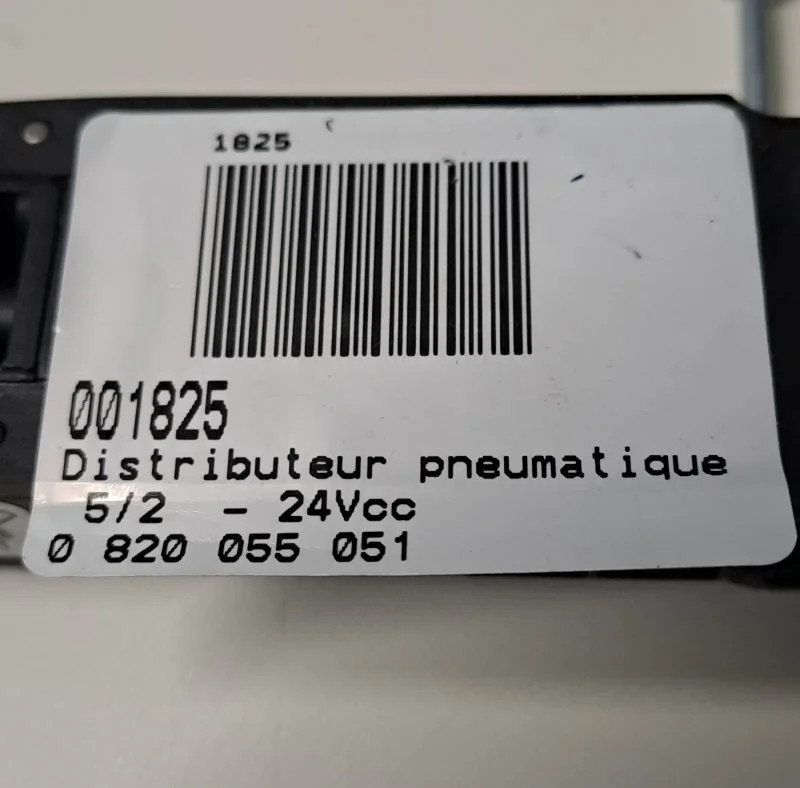 1825
001825
Distributeur pneumatique
5/2 - 24Vcc
0 820 055 051